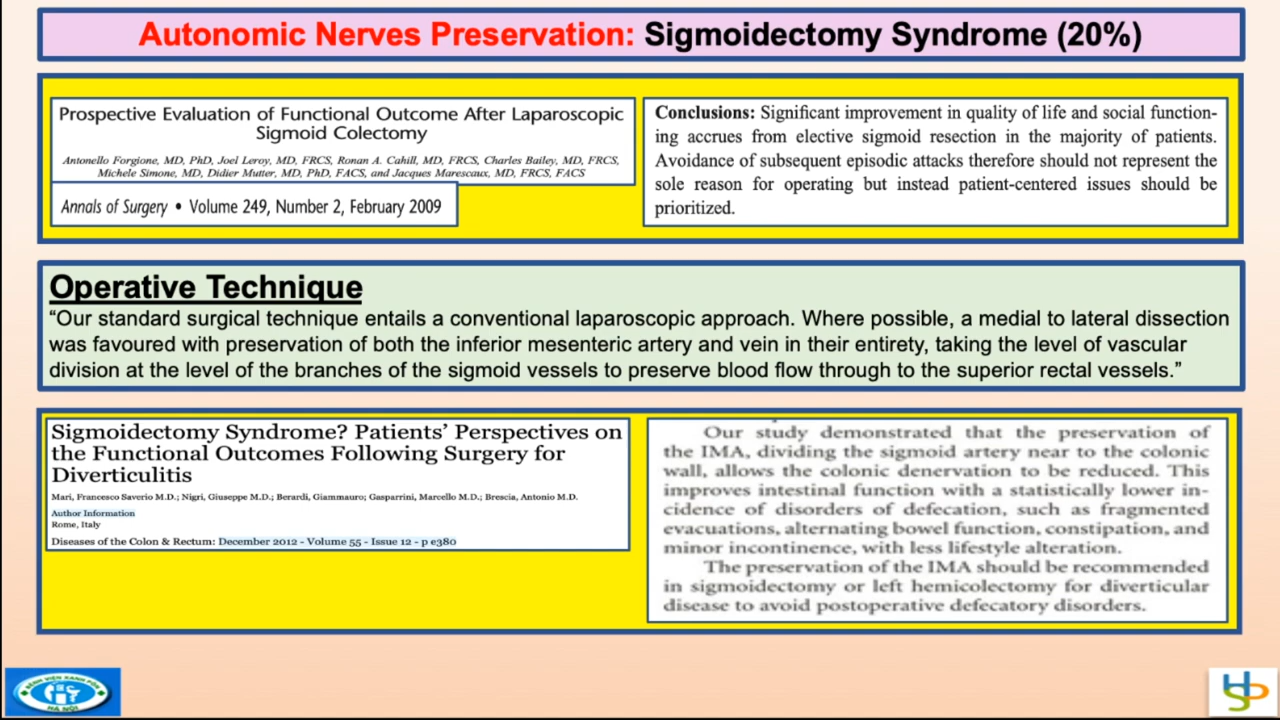 Autonomic Nerves Preservation: Sigmoidectomy Syndrome (20%)
Prospective Evaluation of Functional Outcome After Laparoscopic
Sigmoid Colectomy
Antonello Forgione, MD, PhD, Joel Leroy, MD, FRCS, Ronan A. Cahill, MD, FRCS, Charles Bailey, MD, FRCS,
Michele Simone, MD, Didier Mutter, MD, PhD, FACS, and Jacques Marescaux, MD, FRCS, FACS
Annals of Surgery • Volume 249, Number 2, February 2009
Conclusions: Significant improvement in quality of life and social function-
ing accrues from elective sigmoid resection in the majority of patients.
Avoidance of subsequent episodic attacks therefore should not represent the
sole reason for operating but instead patient-centered issues should be
prioritized.
Operative Technique
“Our standard surgical technique entails a conventional laparoscopic approach. Where possible, a medial to lateral dissection
was favoured with preservation of both the inferior mesenteric artery and vein in their entirety, taking the level of vascular
division at the level of the branches of the sigmoid vessels to preserve blood flow through to the superior rectal vessels.”
Sigmoidectomy Syndrome? Patients’ Perspectives on
the Functional Outcomes Following Surgery for
Diverticulitis
Mari, Francesco Saverio M.D.; Nigri, Giuseppe M.D.; Berardi, Giammauro; Gasparrini, Marcello M.D.; Brescia, Antonio M.D.
Author Information
Rome, Italy
Diseases of the Colon & Rectum: December 2012 - Volume 55 - Issue 12 - p e380
Our study demonstrated that the preservation of
the IMA, dividing the sigmoid artery near to the colonic
wall, allows the colonic denervation to be reduced. This
improves intestinal function with a statistically lower in-
cidence of disorders of defecation, such as fragmented
evacuations, alternating bowel function, constipation, and
minor incontinence, with less lifestyle alteration.
The preservation of the IMA should be recommended
in sigmoidectomy or left hemicolectomy for diverticular
disease to avoid postoperative defecatory disorders.
HÀ NỘI